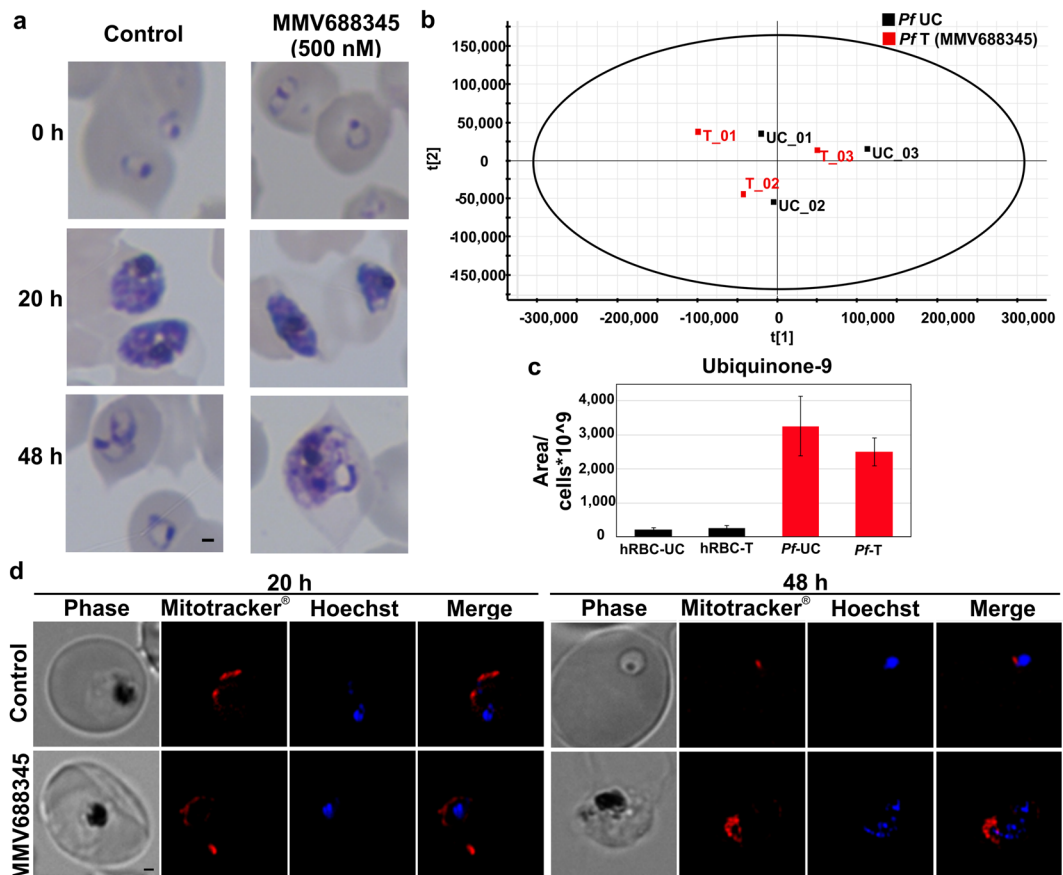 a
Control
MMV688345
(500 nM)
0 h
20 h
48 h
b
Pf UC
Pf T (MMV688345)
150,000
100,000
50,000
0
-50,000
-100,000
-150,000
t[2]
T_01
UC_01
T_03
UC_03
T_02
UC_02
-300,000
-200,000
-100,000
0
100,000
200,000
300,000
t[1]
c
Ubiquinone-9
Area/
cells*10^9
4,000
3,000
2,000
1,000
0
hRBC-UC
hRBC-T
Pf-UC
Pf-T
d
20 h
48 h
Phase Mitotracker® Hoechst Merge
Phase Mitotracker® Hoechst Merge
Control
MMV688345